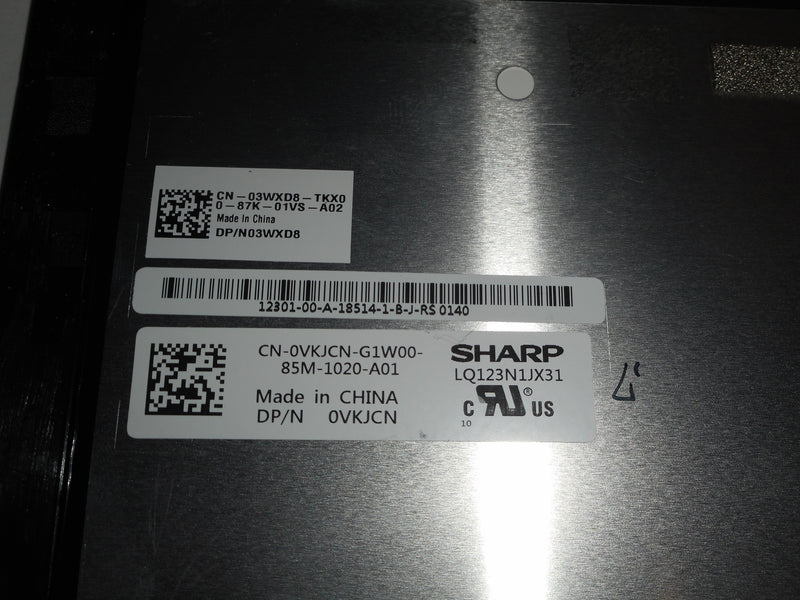 CN-03WXD8-TKX0
0-87K-01VS-A02
Made in China
DP/N03WXD8
12301-00-A-18514-1-B-J-RS 0140
CN-0VKJCN-G1W00-
85M-1020-A01
Made in CHINA
DP/N 0VKJCN
SHARP
LQ123N1JX31
C RU ® US
10